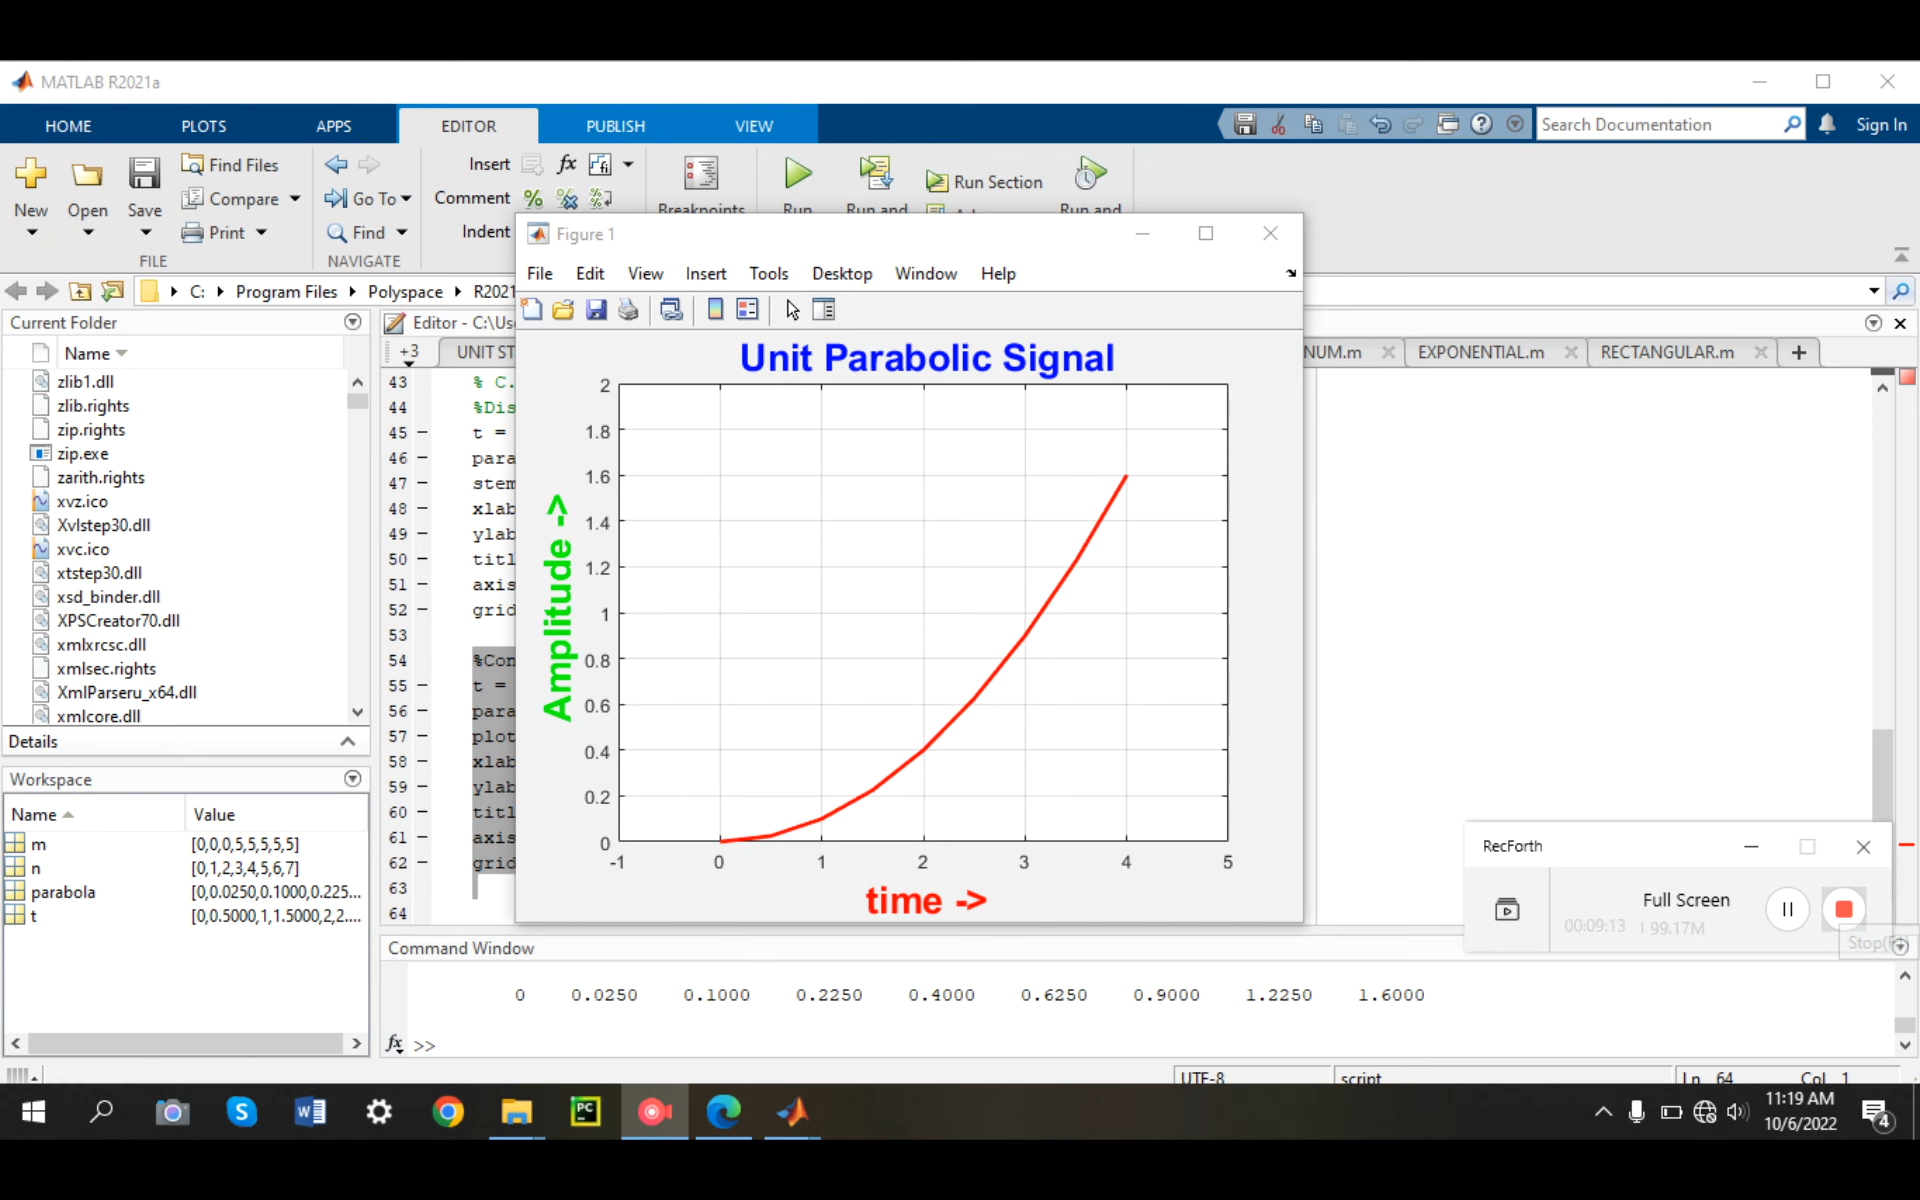 MATLAB R2021a
HOME PLOTS APPS EDITOR PUBLISH VIEW Search Documentation Sign In
New Open Save Find Files Compare Print
FILE
Go To Find
NAVIGATE
Insert fx
Comment
Indent
Breakpoints Run Run and Run Section Run and
C: Program Files Polyspace R2021
Current Folder
Name
zlib1.dll
zlib.rights
zip.rights
zip.exe
zarith.rights
xvz.ico
Xvlstep30.dll
xvc.ico
xtstep30.dll
xsd_binder.dll
XPSCreator70.dll
xmlxrcsc.dll
xmlsec.rights
XmlParseru_x64.dll
xmlcore.dll
Details
Workspace
Name Value
m [0,0,0,5,5,5,5,5]
n [0,1,2,3,4,5,6,7]
parabola [0,0.0250,0.1000,0.225...
t [0,0.5000,1,1.5000,2,2....
Editor - C:\Us
+3 UNIT ST NUM.m EXPONENTIAL.m RECTANGULAR.m +
43 % C.
44 %Dis
45 - t =
46 - para
47 - stem
48 - xlab
49 - ylab
50 - titl
51 - axis
52 - grid
53
54 - %Con
55 - t =
56 - para
57 - plot
58 - xlab
59 - ylab
60 - titl
61 - axis
62 - grid
63
64
Figure 1
File Edit View Insert Tools Desktop Window Help
Unit Parabolic Signal
Amplitude ->
2
1.8
1.6
1.4
1.2
1
0.8
0.6
0.4
0.2
0
-1 0 1 2 3 4 5
time ->
RecForth
Full Screen
00:09:13 | 99.17M
Command Window
0 0.0250 0.1000 0.2250 0.4000 0.6250 0.9000 1.2250 1.6000
fx >>
UTF-8 script Ln 64 Col 1
11:19 AM
10/6/2022
4